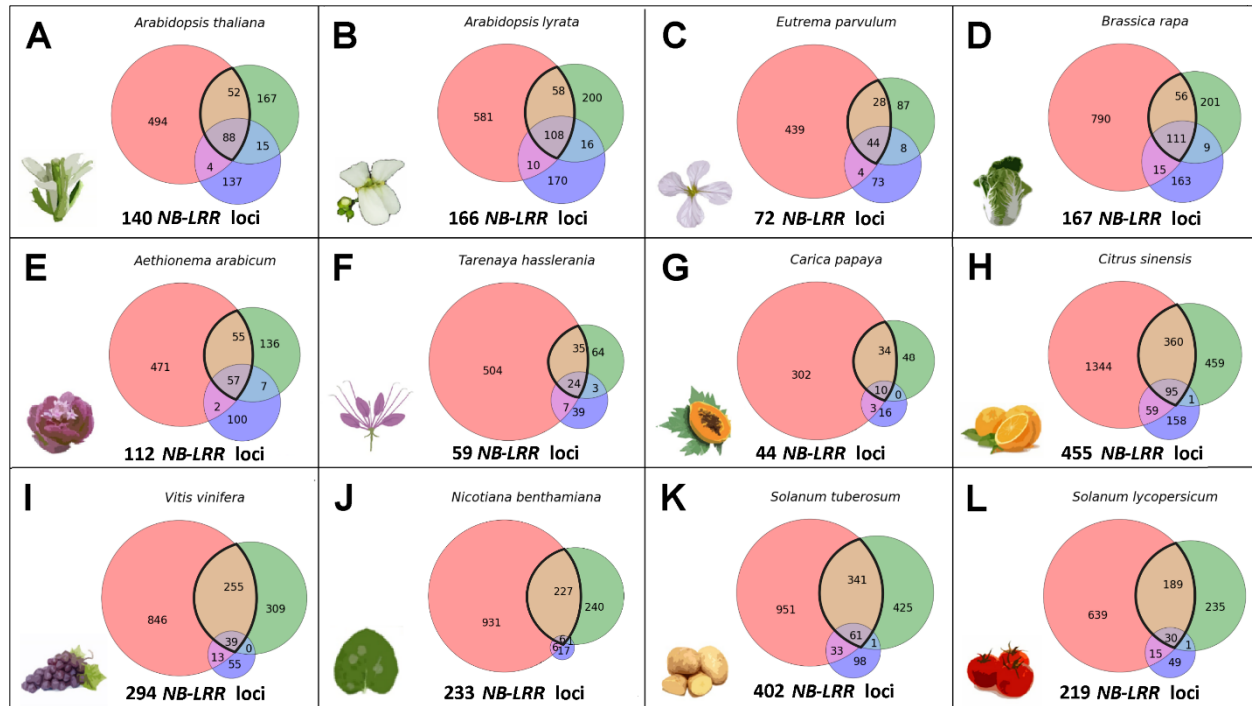 A
Arabidopsis thaliana
494
52
167
88
15
4
137
140 NB-LRR loci
B
Arabidopsis lyrata
581
58
200
108
16
10
170
166 NB-LRR loci
C
Eutrema parvulum
439
28
87
44
8
4
73
72 NB-LRR loci
D
Brassica rapa
790
56
201
111
9
15
163
167 NB-LRR loci
E
Aethionema arabicum
471
55
136
57
7
2
100
112 NB-LRR loci
F
Tarenaya hasslerania
504
35
64
24
3
7
39
59 NB-LRR loci
G
Carica papaya
302
34
40
10
0
3
16
44 NB-LRR loci
H
Citrus sinensis
1344
360
459
95
1
59
158
455 NB-LRR loci
I
Vitis vinifera
846
255
309
39
0
13
55
294 NB-LRR loci
J
Nicotiana benthamiana
931
227
240
6
1
6
17
233 NB-LRR loci
K
Solanum tuberosum
951
341
425
61
1
33
98
402 NB-LRR loci
L
Solanum lycopersicum
639
189
235
30
1
15
49
219 NB-LRR loci